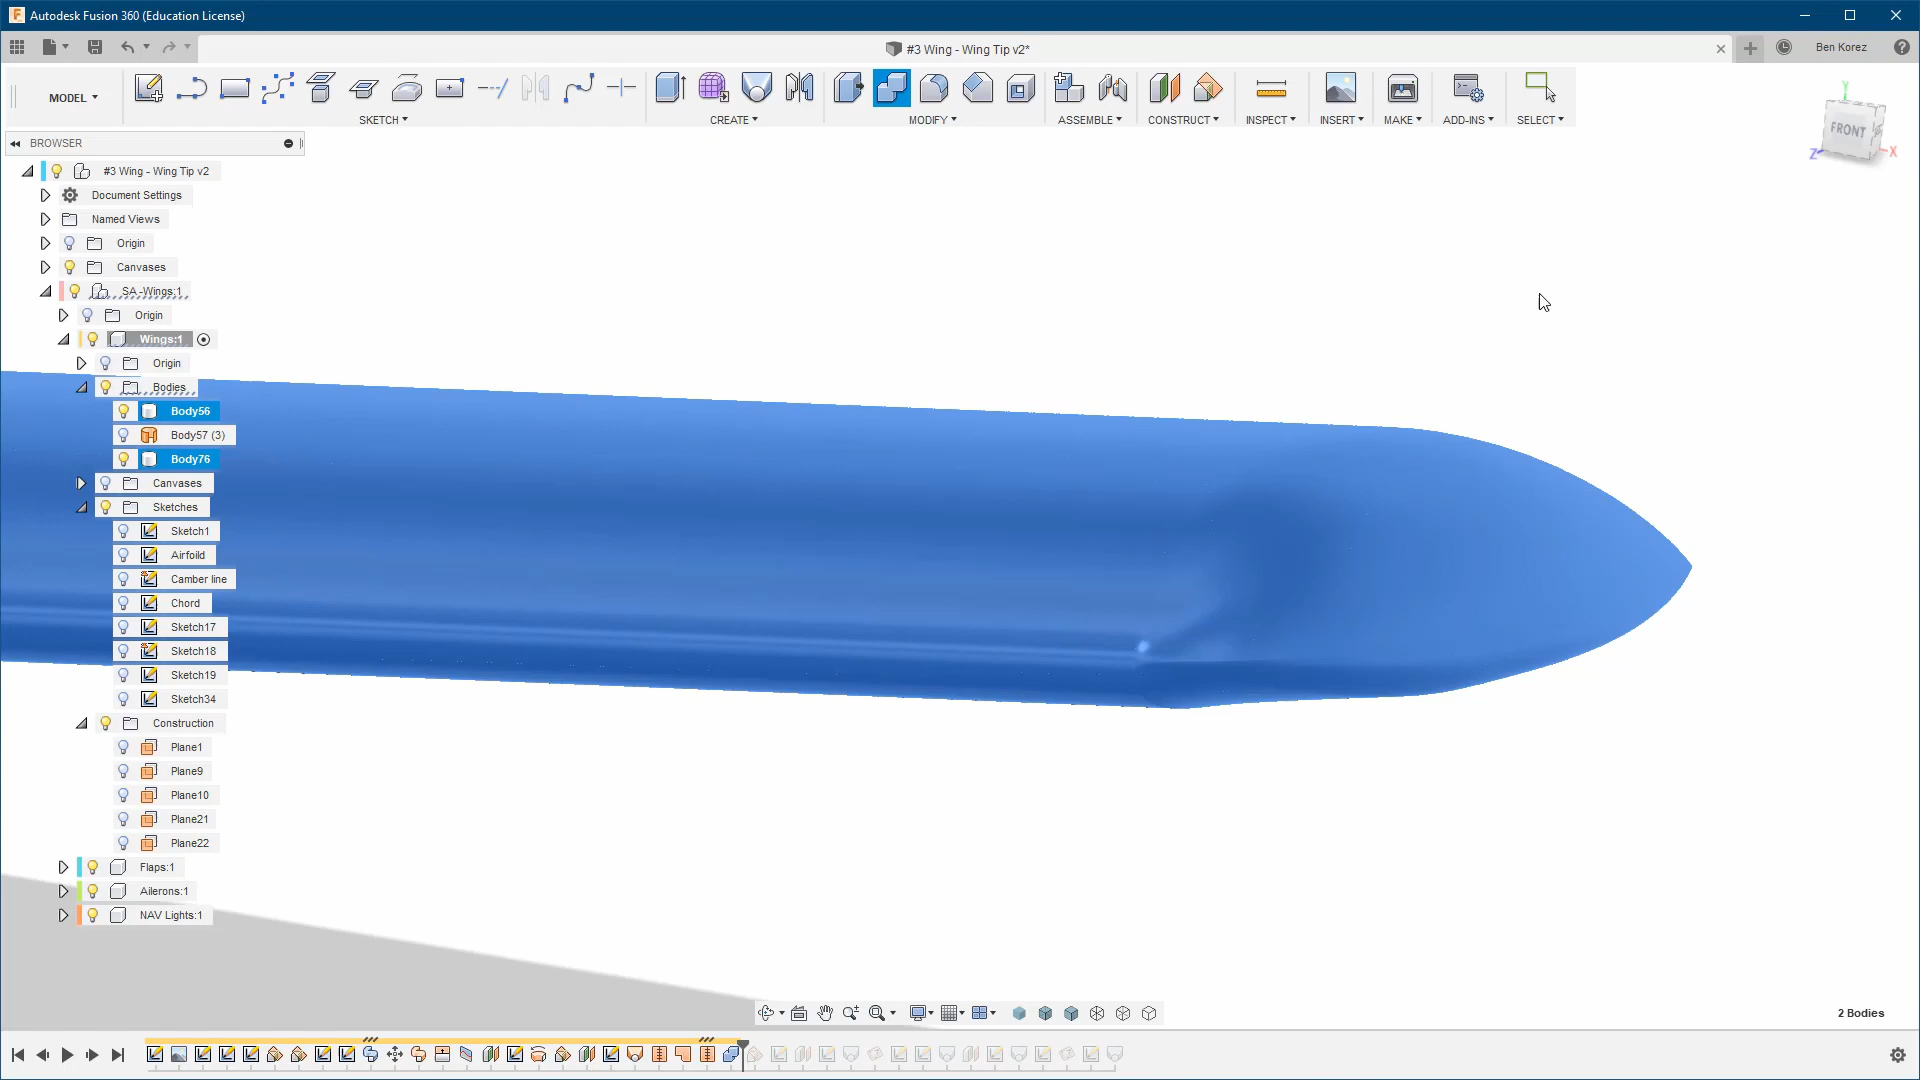 Autodesk Fusion 360 (Education License)
#3 Wing - Wing Tip v2*
Ben Korez
MODEL
SKETCH
CREATE
MODIFY
ASSEMBLE
CONSTRUCT
INSPECT
INSERT
MAKE
ADD-INS
SELECT
Y
FRONT
Z
X
BROWSER
#3 Wing - Wing Tip v2
Document Settings
Named Views
Origin
Canvases
SA -Wings:1
Origin
Wings:1
Origin
Bodies
Body56
Body57 (3)
Body76
Canvases
Sketches
Sketch1
Airfoild
Camber line
Chord
Sketch17
Sketch18
Sketch19
Sketch34
Construction
Plane1
Plane9
Plane10
Plane21
Plane22
Flaps:1
Ailerons:1
NAV Lights:1
2 Bodies